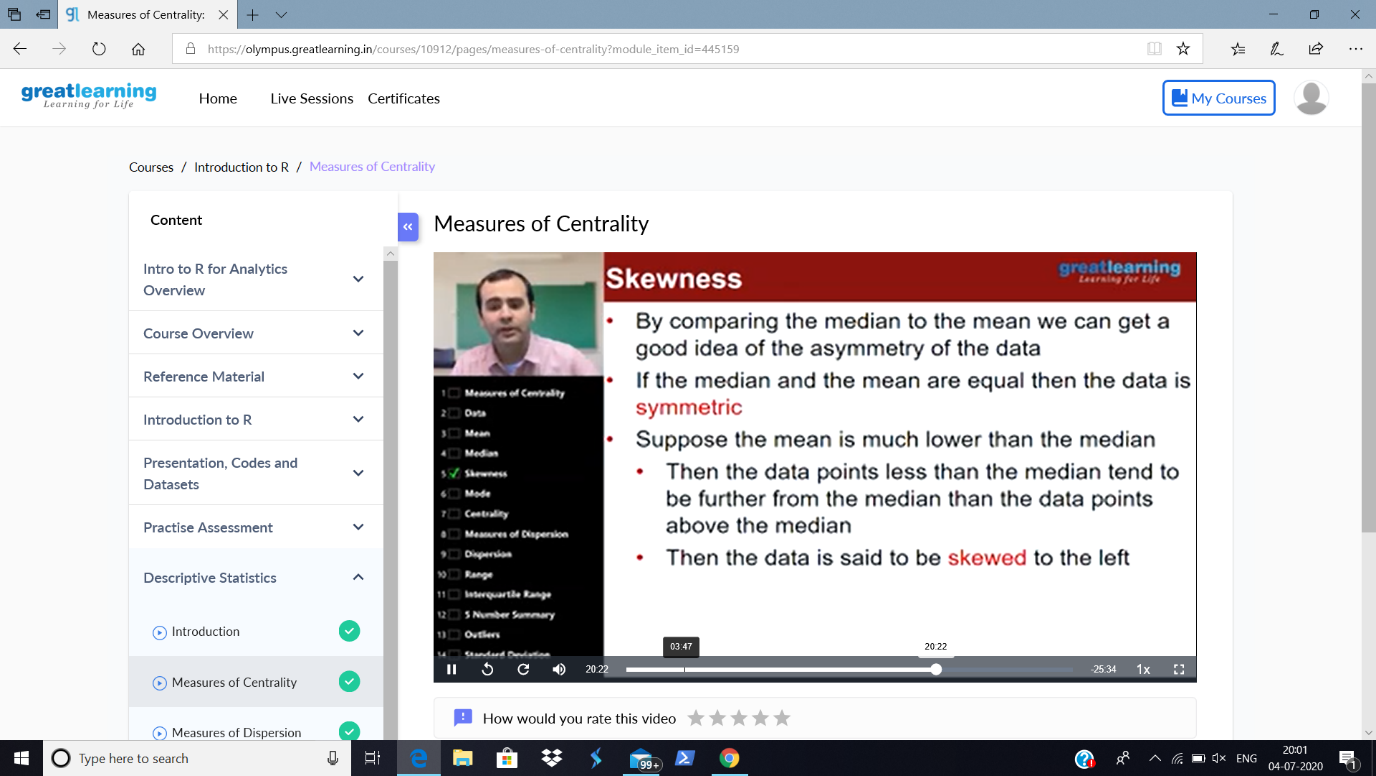 Measures of Centrality:
https://olympus.greatlearning.in/courses/10912/pages/measures-of-centrality?module_item_id=445159
greatlearning
Learning for Life
Home
Live Sessions
Certificates
My Courses
Courses / Introduction to R / Measures of Centrality
Content
Intro to R for Analytics
Overview
Course Overview
Reference Material
Introduction to R
Presentation, Codes and
Datasets
Practise Assessment
Descriptive Statistics
Introduction
Measures of Centrality
Measures of Dispersion
Measures of Centrality
Skewness
greatlearning
Learning for Life
• By comparing the median to the mean we can get a
good idea of the asymmetry of the data
• If the median and the mean are equal then the data is
symmetric
• Suppose the mean is much lower than the median
• Then the data points less than the median tend to
be further from the median than the data points
above the median
• Then the data is said to be skewed to the left
1 Measures of Centrality
2 Data
3 Mean
4 Median
5 Skewness
6 Mode
7 Centrality
8 Measures of Dispersion
9 Dispersion
10 Range
11 Interquartile Range
12 5 Number Summary
13 Outliers
14 Standard Deviation
03:47
20:22
20:22
-25:34
1x
How would you rate this video
Type here to search
99+
ENG
20:01
04-07-2020
1